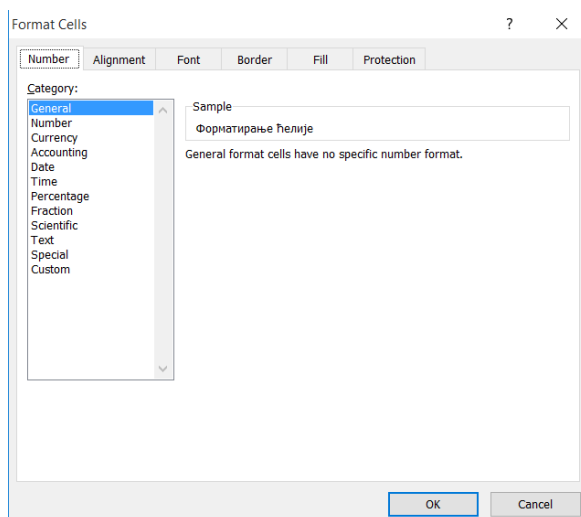 Format Cells
? X
Number Alignment Font Border Fill Protection
Category:
General
Number
Currency
Accounting
Date
Time
Percentage
Fraction
Scientific
Text
Special
Custom
Sample
Форматирање ћелије
General format cells have no specific number format.
OK Cancel